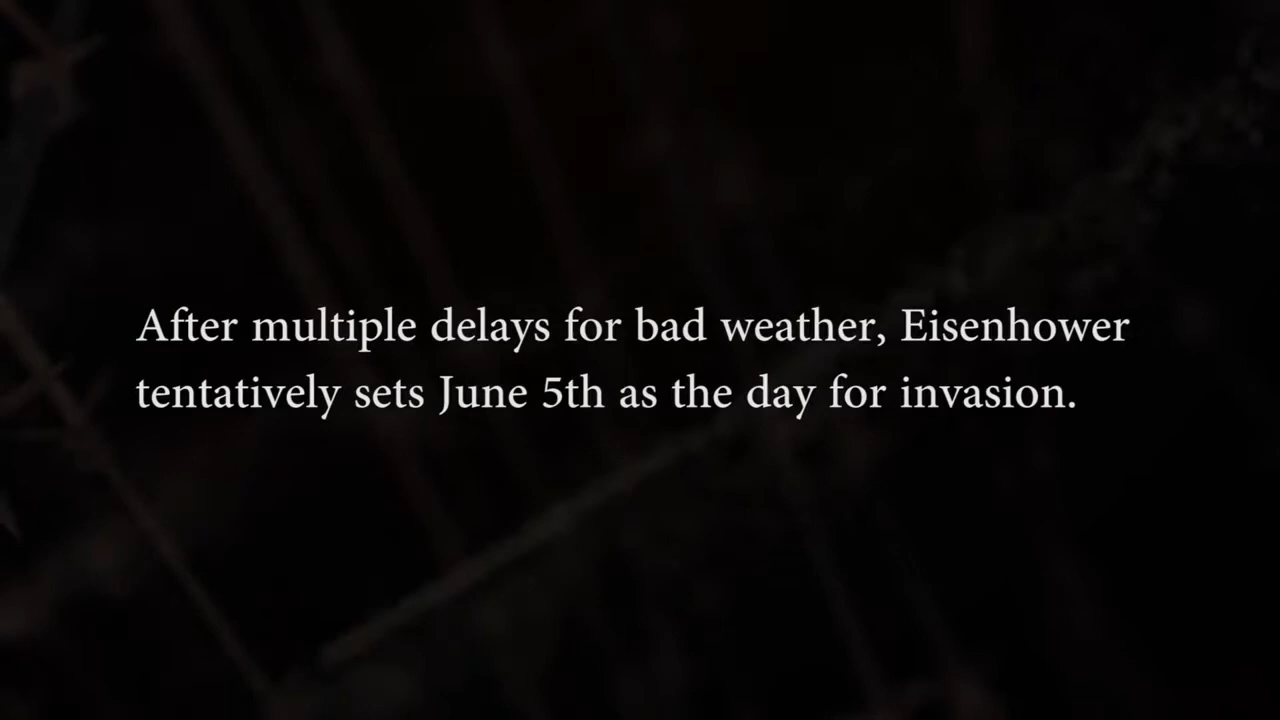 After multiple delays for bad weather, Eisenhower
tentatively sets June 5th as the day for invasion.